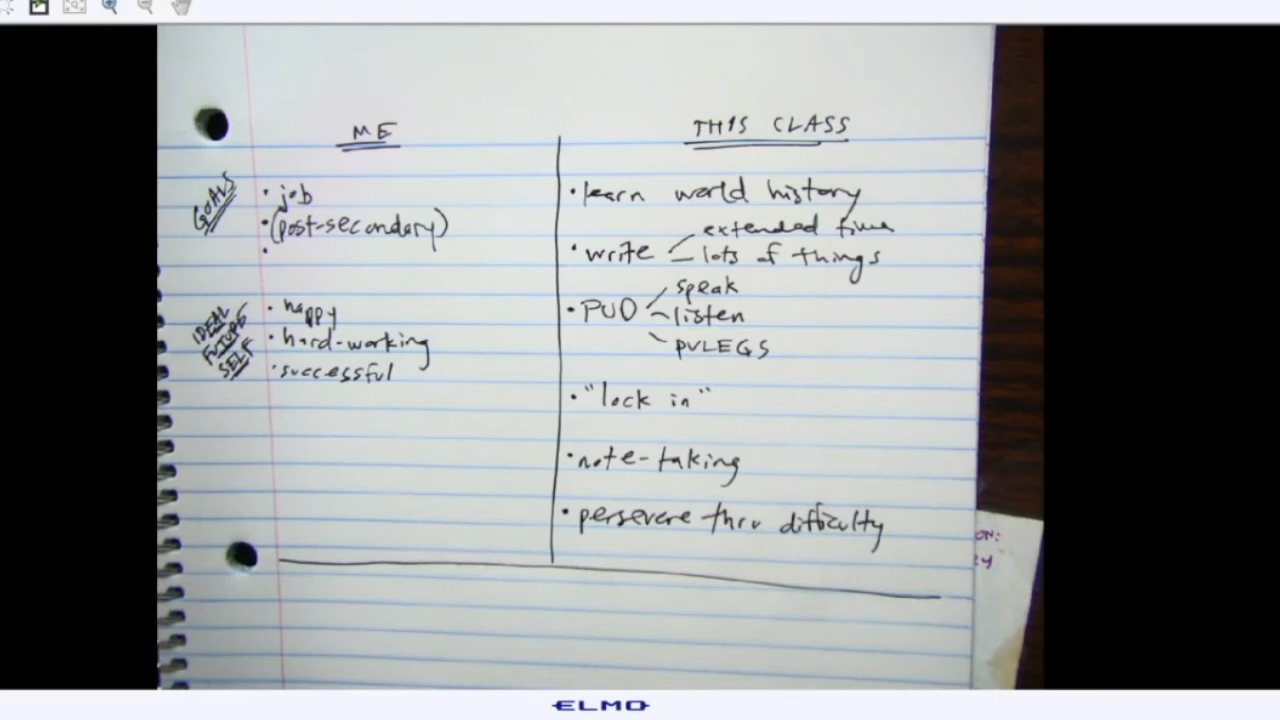 ME
THIS CLASS
GOALS
• job
• (post-secondary)
•
IDEAL
FUTURE
SELF
• happy
• hard-working
• successful
• learn world history
• write
extended time
lots of things
• PUD
speak
listen
PVLEGS
• "lock in"
• note-taking
• persevere thru difficulty
ON:
ELMO